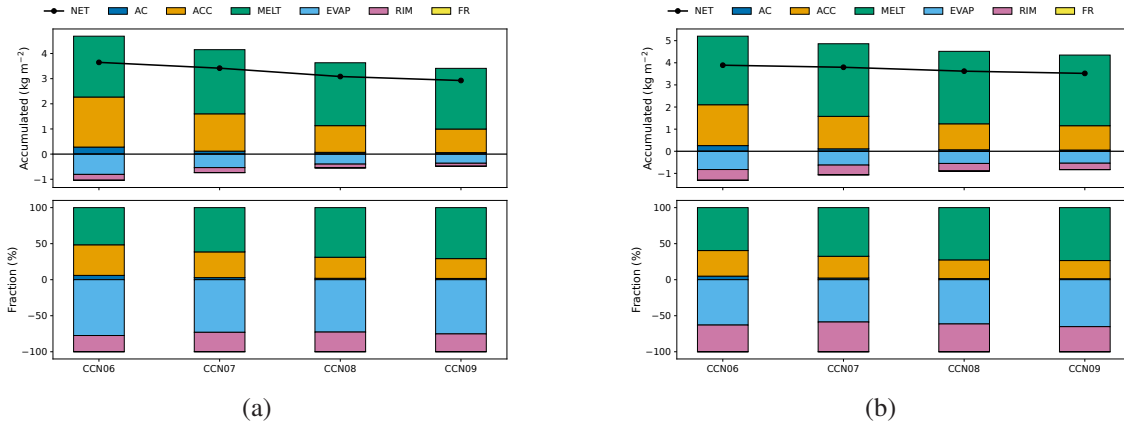 NET AC ACC MELT EVAP RIM FR
Accumulated (kg m⁻²)
4
3
2
1
0
−1
Fraction (%)
100
50
0
−50
−100
CCN06 CCN07 CCN08 CCN09
(a)
NET AC ACC MELT EVAP RIM FR
Accumulated (kg m⁻²)
5
4
3
2
1
0
−1
Fraction (%)
100
50
0
−50
−100
CCN06 CCN07 CCN08 CCN09
(b)